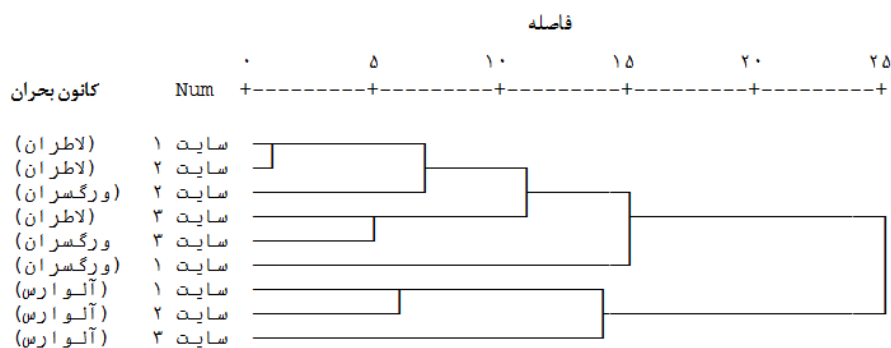 فاصله
۰ ۵ ۱۰ ۱۵ ۲۰ ۲۵
کانون بحران Num +---------+---------+---------+---------+---------+
(لاطران) سایت ۱
(لاطران) سایت ۲
(ورگسران) سایت ۲
(لاطران) سایت ۳
ورگسران) سایت ۳
(ورگسران) سایت ۱
(آلوارس) سایت ۱
(آلوارس) سایت ۲
(آلوارس) سایت ۳